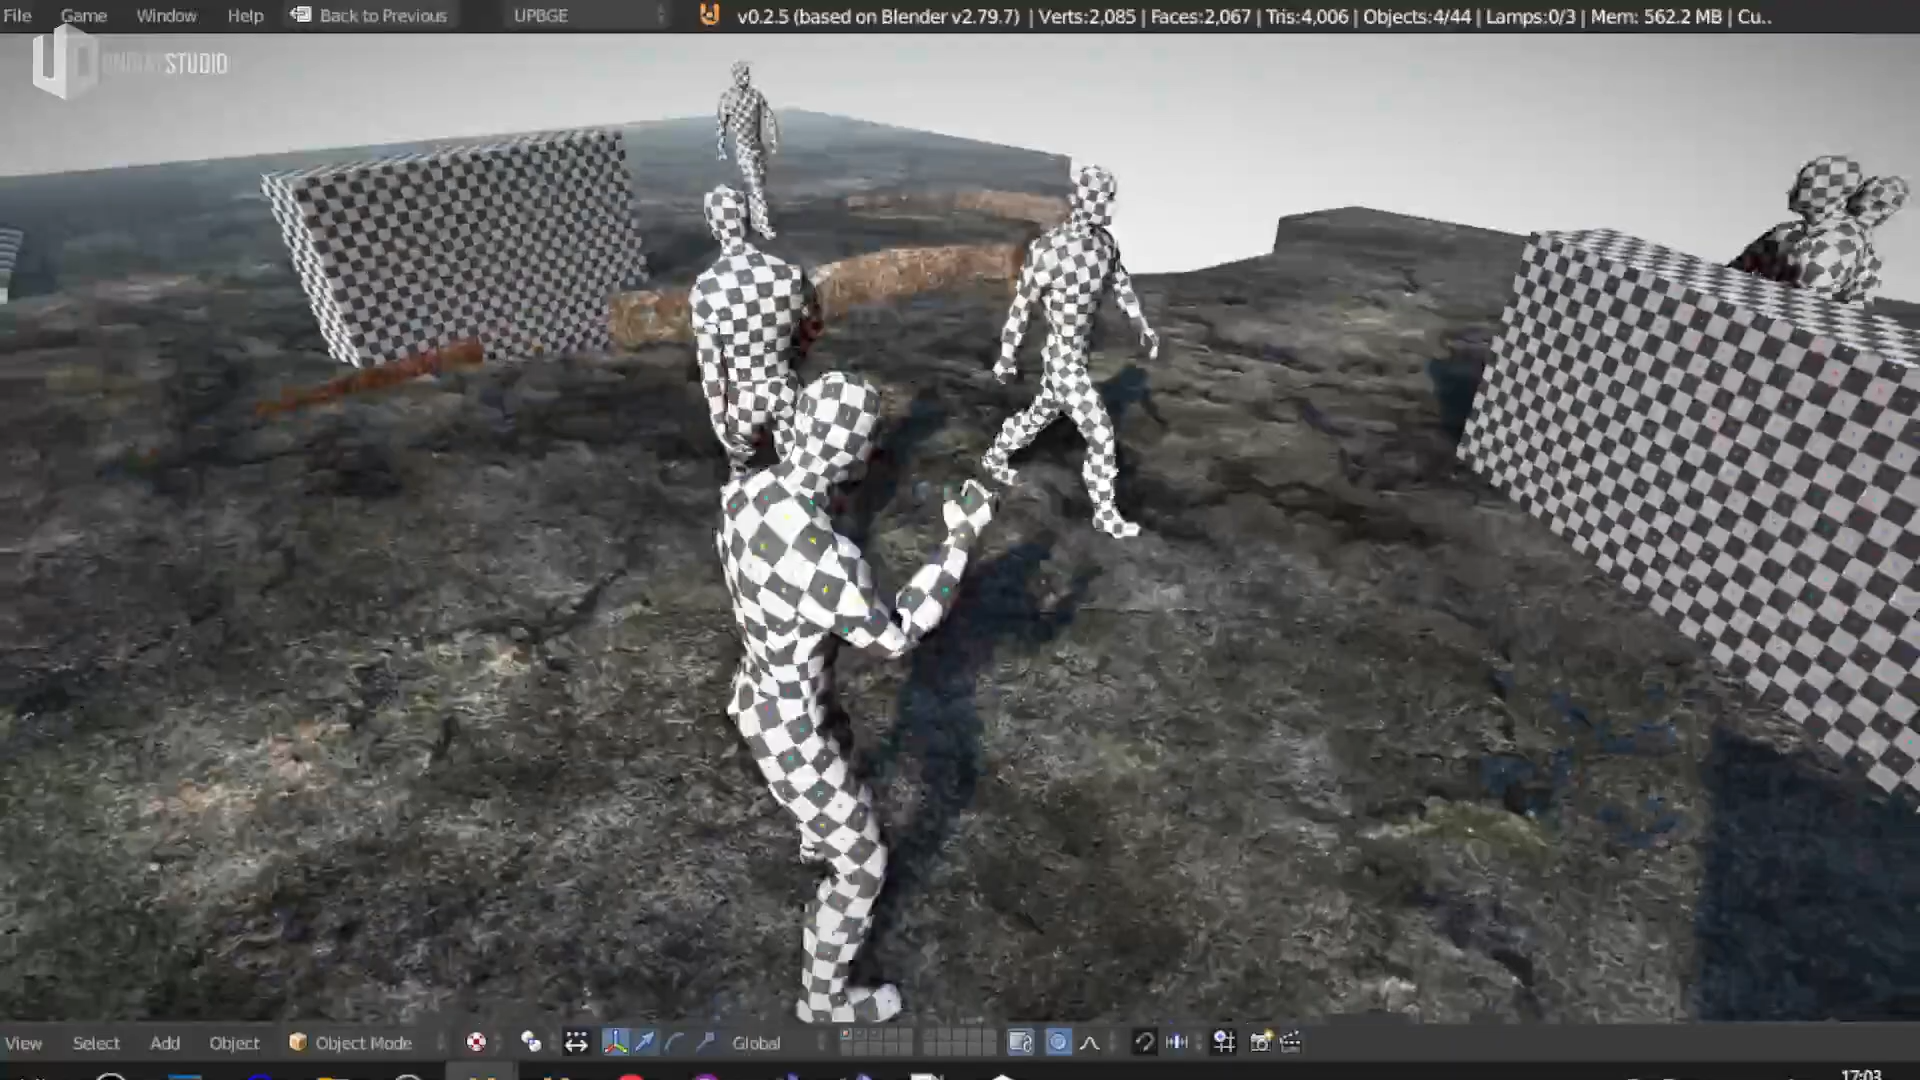 File Game Window Help Back to Previous UPBGE v0.2.5 (based on Blender v2.79.7) | Verts:2,085 | Faces:2,067 | Tris:4,006 | Objects:4/44 | Lamps:0/3 | Mem: 562.2 MB | Cu..
STUDIO
View Select Add Object Object Mode Global
17:03